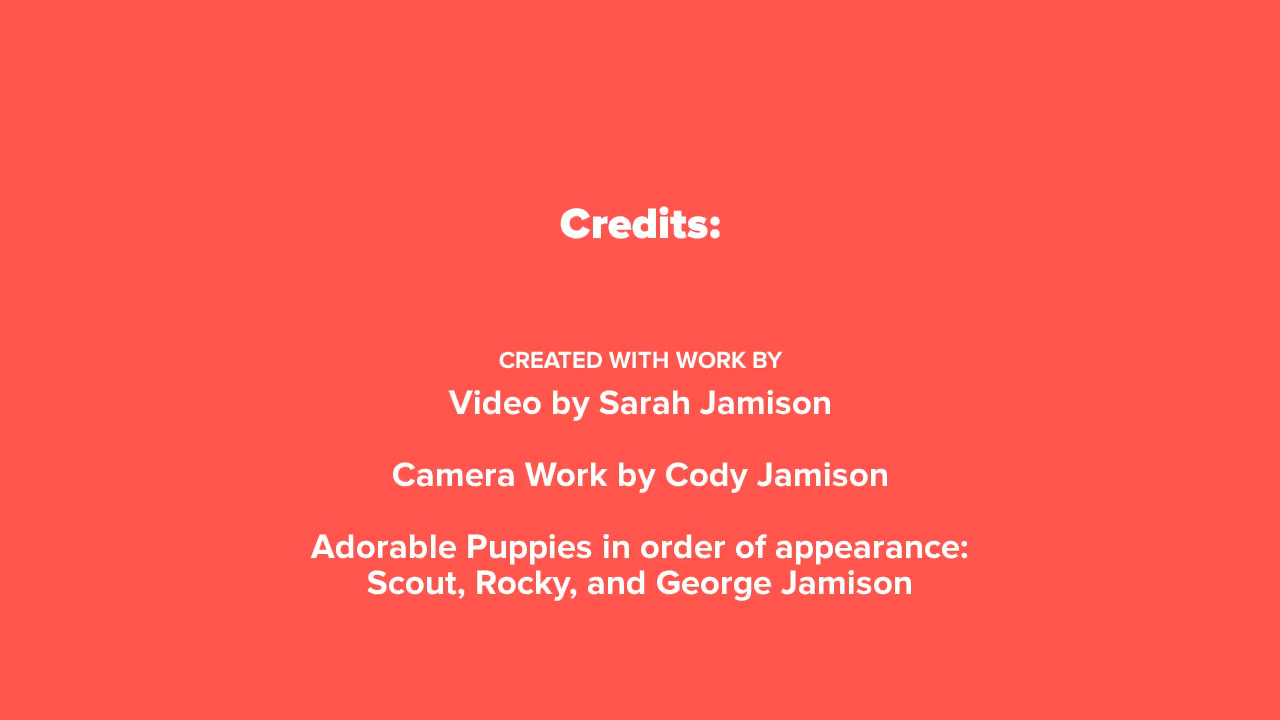 Credits:
CREATED WITH WORK BY
Video by Sarah Jamison
Camera Work by Cody Jamison
Adorable Puppies in order of appearance:
Scout, Rocky, and George Jamison